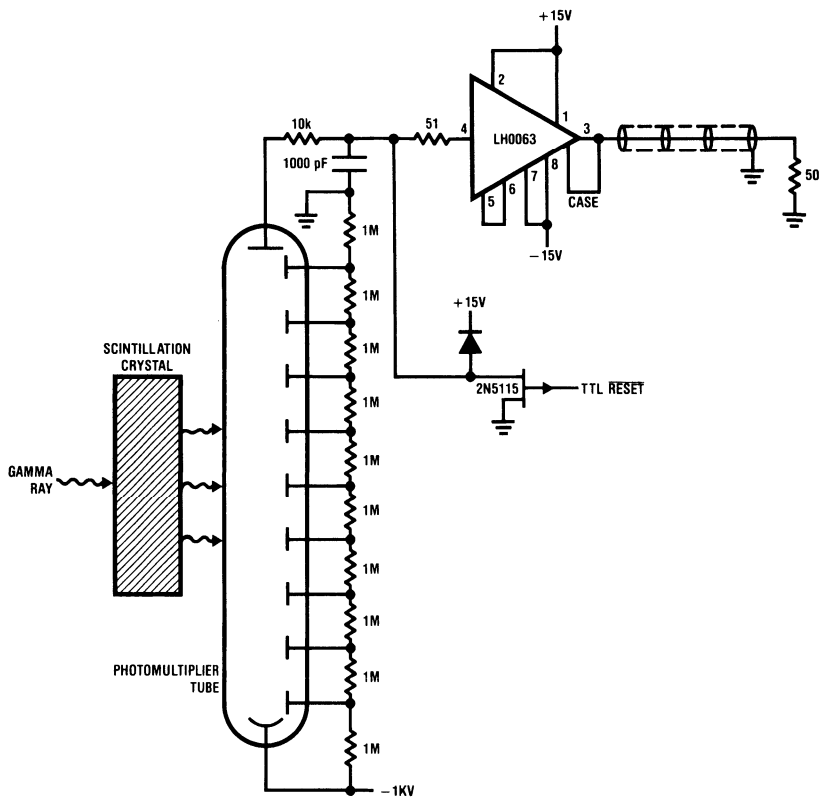 +15V
2
10k
51
4
LH0063
1
3
1000 pF
8
7
6
5
CASE
50
−15V
1M
1M
+15V
1M
SCINTILLATION
CRYSTAL
2N5115
TTL R̅E̅S̅E̅T̅
1M
1M
GAMMA
RAY
1M
1M
1M
PHOTOMULTIPLIER
TUBE
1M
1M
−1KV